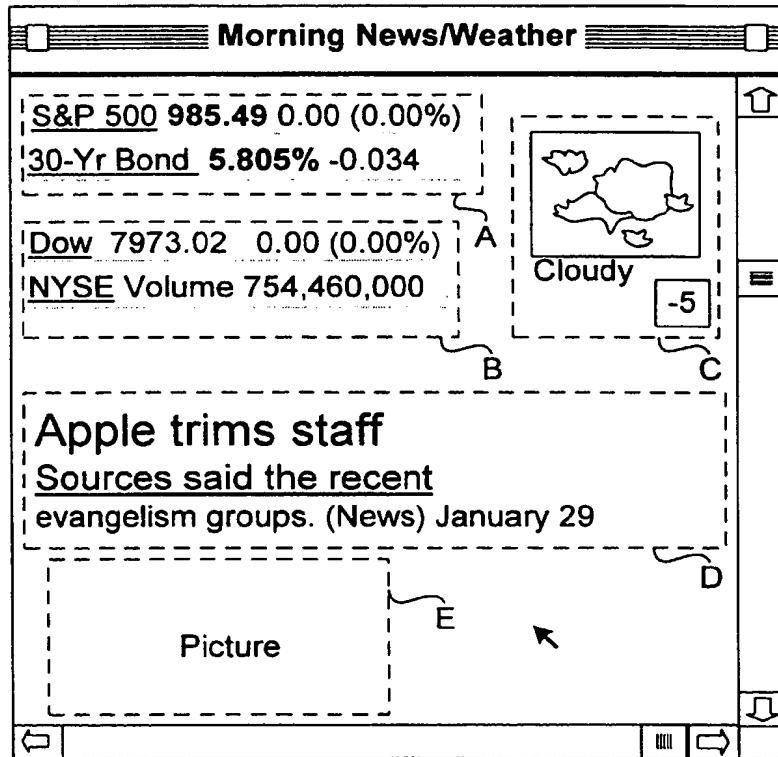 Morning News/Weather
S&P 500 985.49 0.00 (0.00%)
30-Yr Bond 5.805% -0.034
A
Dow 7973.02 0.00 (0.00%)
NYSE Volume 754,460,000
B
Cloudy
-5
C
Apple trims staff
Sources said the recent
evangelism groups. (News) January 29
D
Picture
E